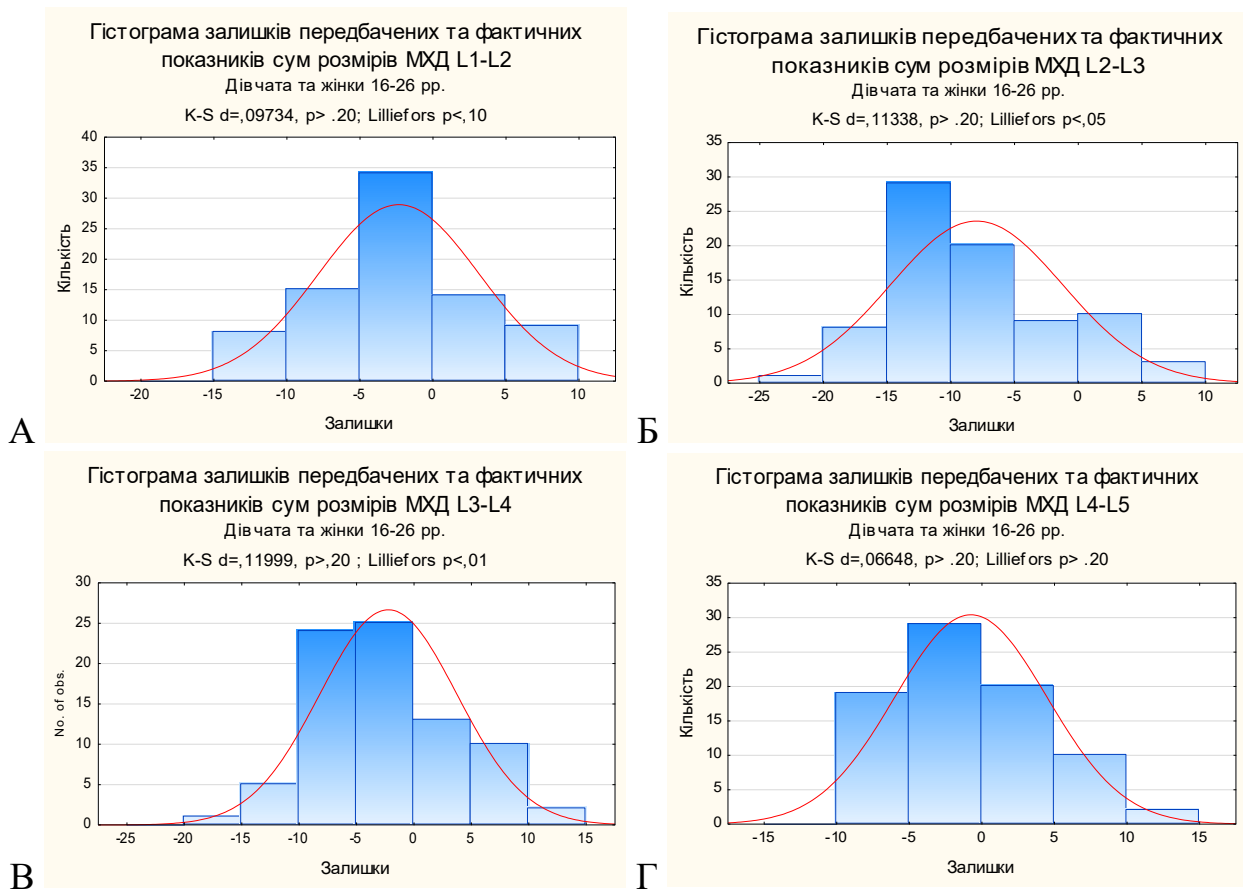 Гістограма залишків передбачених та фактичних
показників сум розмірів МХД L1-L2
Дівчата та жінки 16-26 рр.
K-S d=,09734, p> .20; Lilliefors p<,10
40
35
30
25
20
15
10
5
0
Кількість
-20 -15 -10 -5 0 5 10
Залишки
А
Гістограма залишків передбачених та фактичних
показників сум розмірів МХД L2-L3
Дівчата та жінки 16-26 рр.
K-S d=,11338, p> .20; Lilliefors p<,05
35
30
25
20
15
10
5
0
Кількість
-25 -20 -15 -10 -5 0 5 10
Залишки
Б
Гістограма залишків передбачених та фактичних
показників сум розмірів МХД L3-L4
Дівчата та жінки 16-26 рр.
K-S d=,11999, p>,20 ; Lilliefors p<,01
30
25
20
15
10
5
0
No. of obs.
-25 -20 -15 -10 -5 0 5 10 15
Залишки
В
Гістограма залишків передбачених та фактичних
показників сум розмірів МХД L4-L5
Дівчата та жінки 16-26 рр.
K-S d=,06648, p> .20; Lilliefors p> .20
35
30
25
20
15
10
5
0
Кількість
-15 -10 -5 0 5 10 15
Залишки
Г